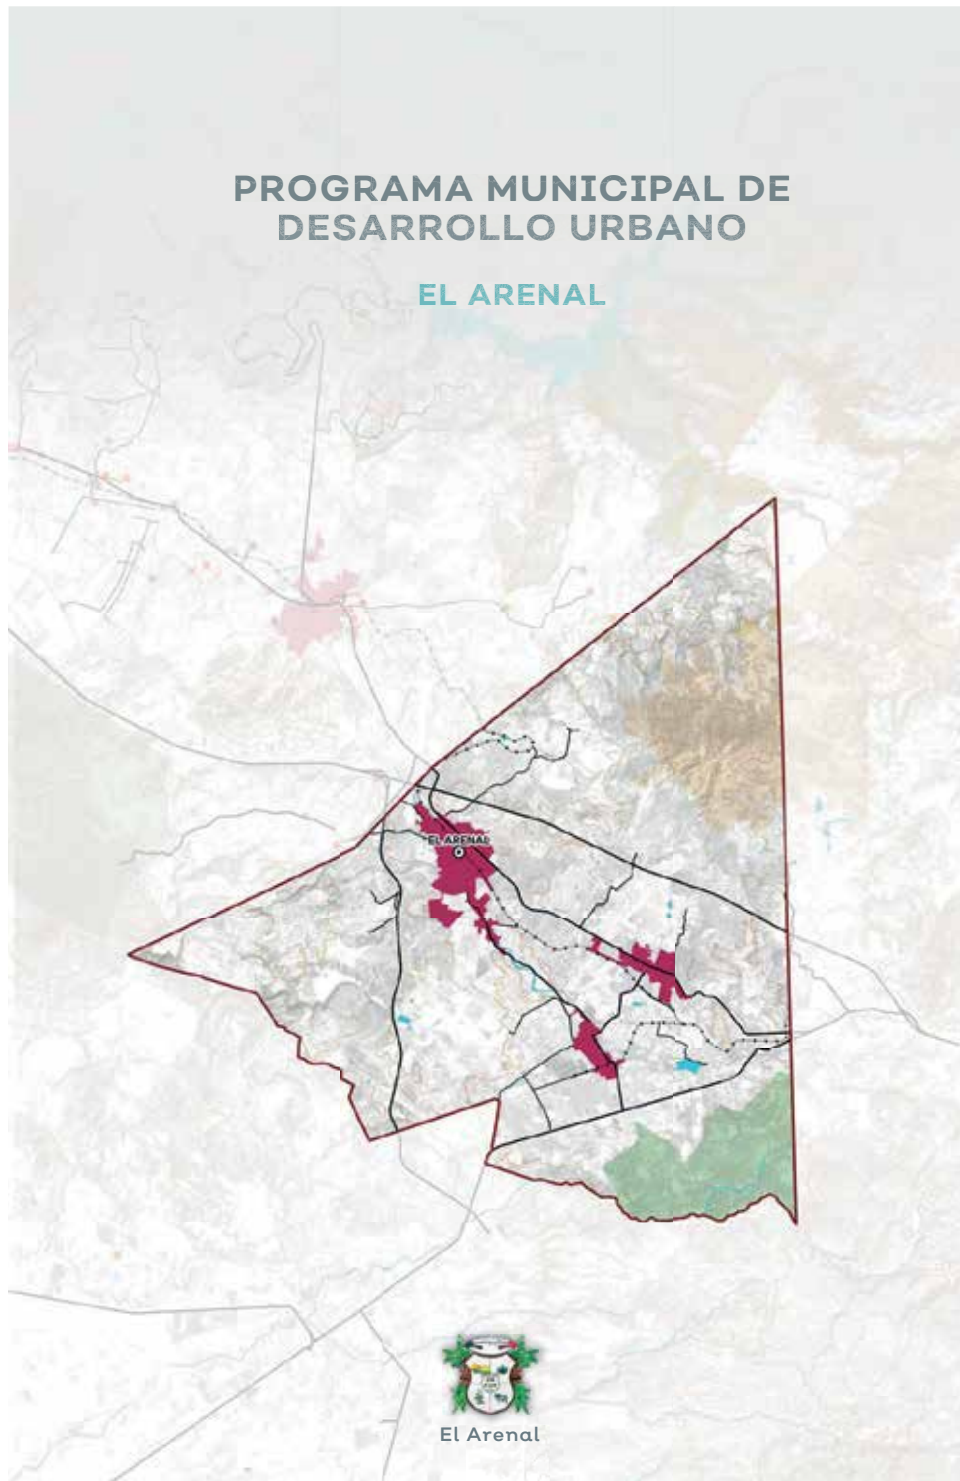 PROGRAMA MUNICIPAL DE
DESARROLLO URBANO
EL ARENAL
EL ARENAL
El Arenal